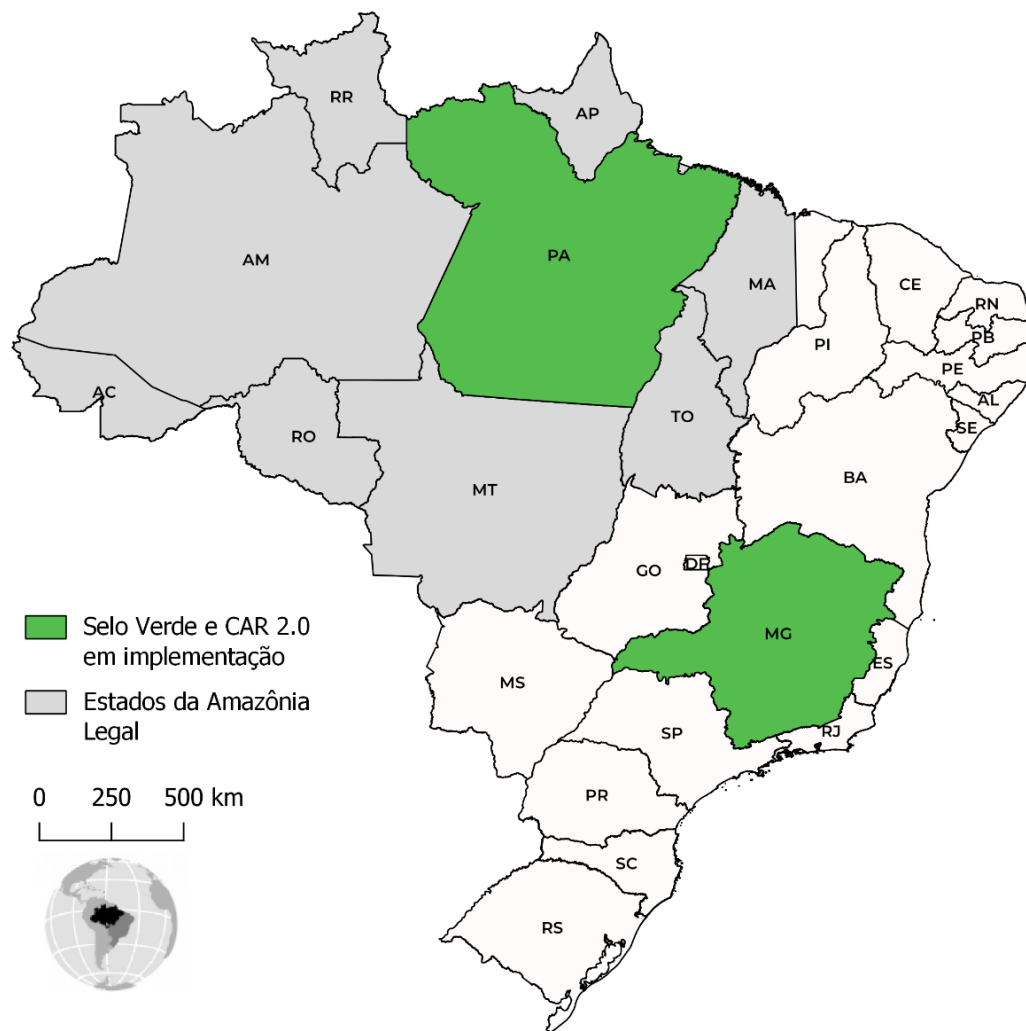 RR
AP
AM
PA
MA
CE
RN
PB
PI
PE
AC
AL
TO
SE
RO
BA
MT
DF
GO
MG
ES
MS
SP
RJ
PR
SC
RS
Selo Verde e CAR 2.0
em implementação
Estados da Amazônia
Legal
0 250 500 km